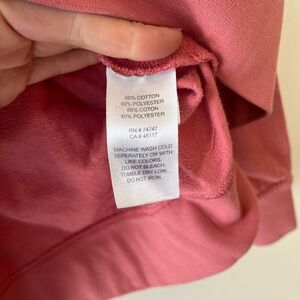 60% COTTON
40% POLYESTER
60% COTTON
40% POLYESTER
RN # 74747
CA # 45117
MACHINE WASH COLD
SEPERATELY OR WITH
LIKE COLORS,
DO NOT BLEACH,
TUMBLE DRY LOW.
DO NOT IRON